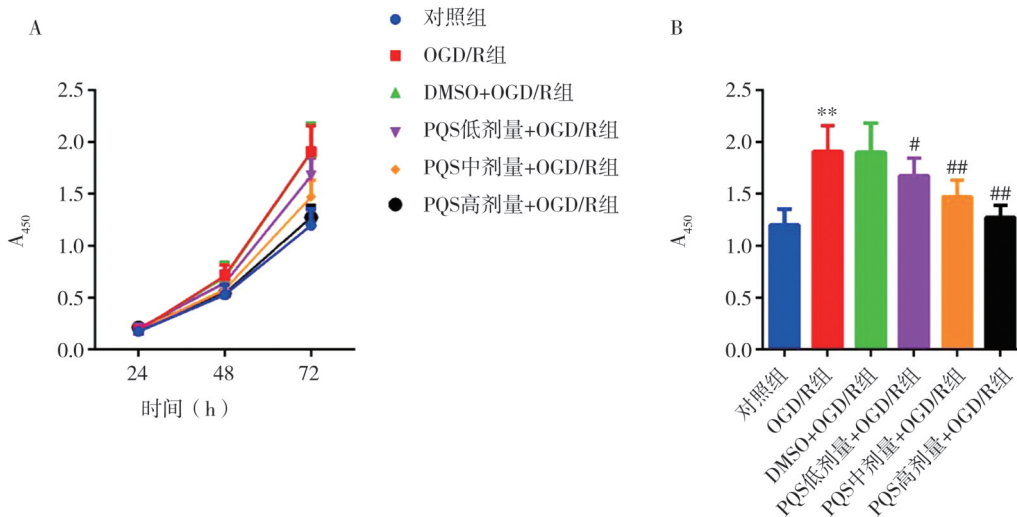 A
对照组
OGD/R组
DMSO+OGD/R组
PQS低剂量+OGD/R组
PQS中剂量+OGD/R组
PQS高剂量+OGD/R组
2.5
2.0
1.5
1.0
0.5
0.0
A450
24 48 72
时间（h）
B
2.5
2.0
1.5
1.0
0.5
0.0
A450
**
#
##
##
对照组
OGD/R组
DMSO+OGD/R组
PQS低剂量+OGD/R组
PQS中剂量+OGD/R组
PQS高剂量+OGD/R组